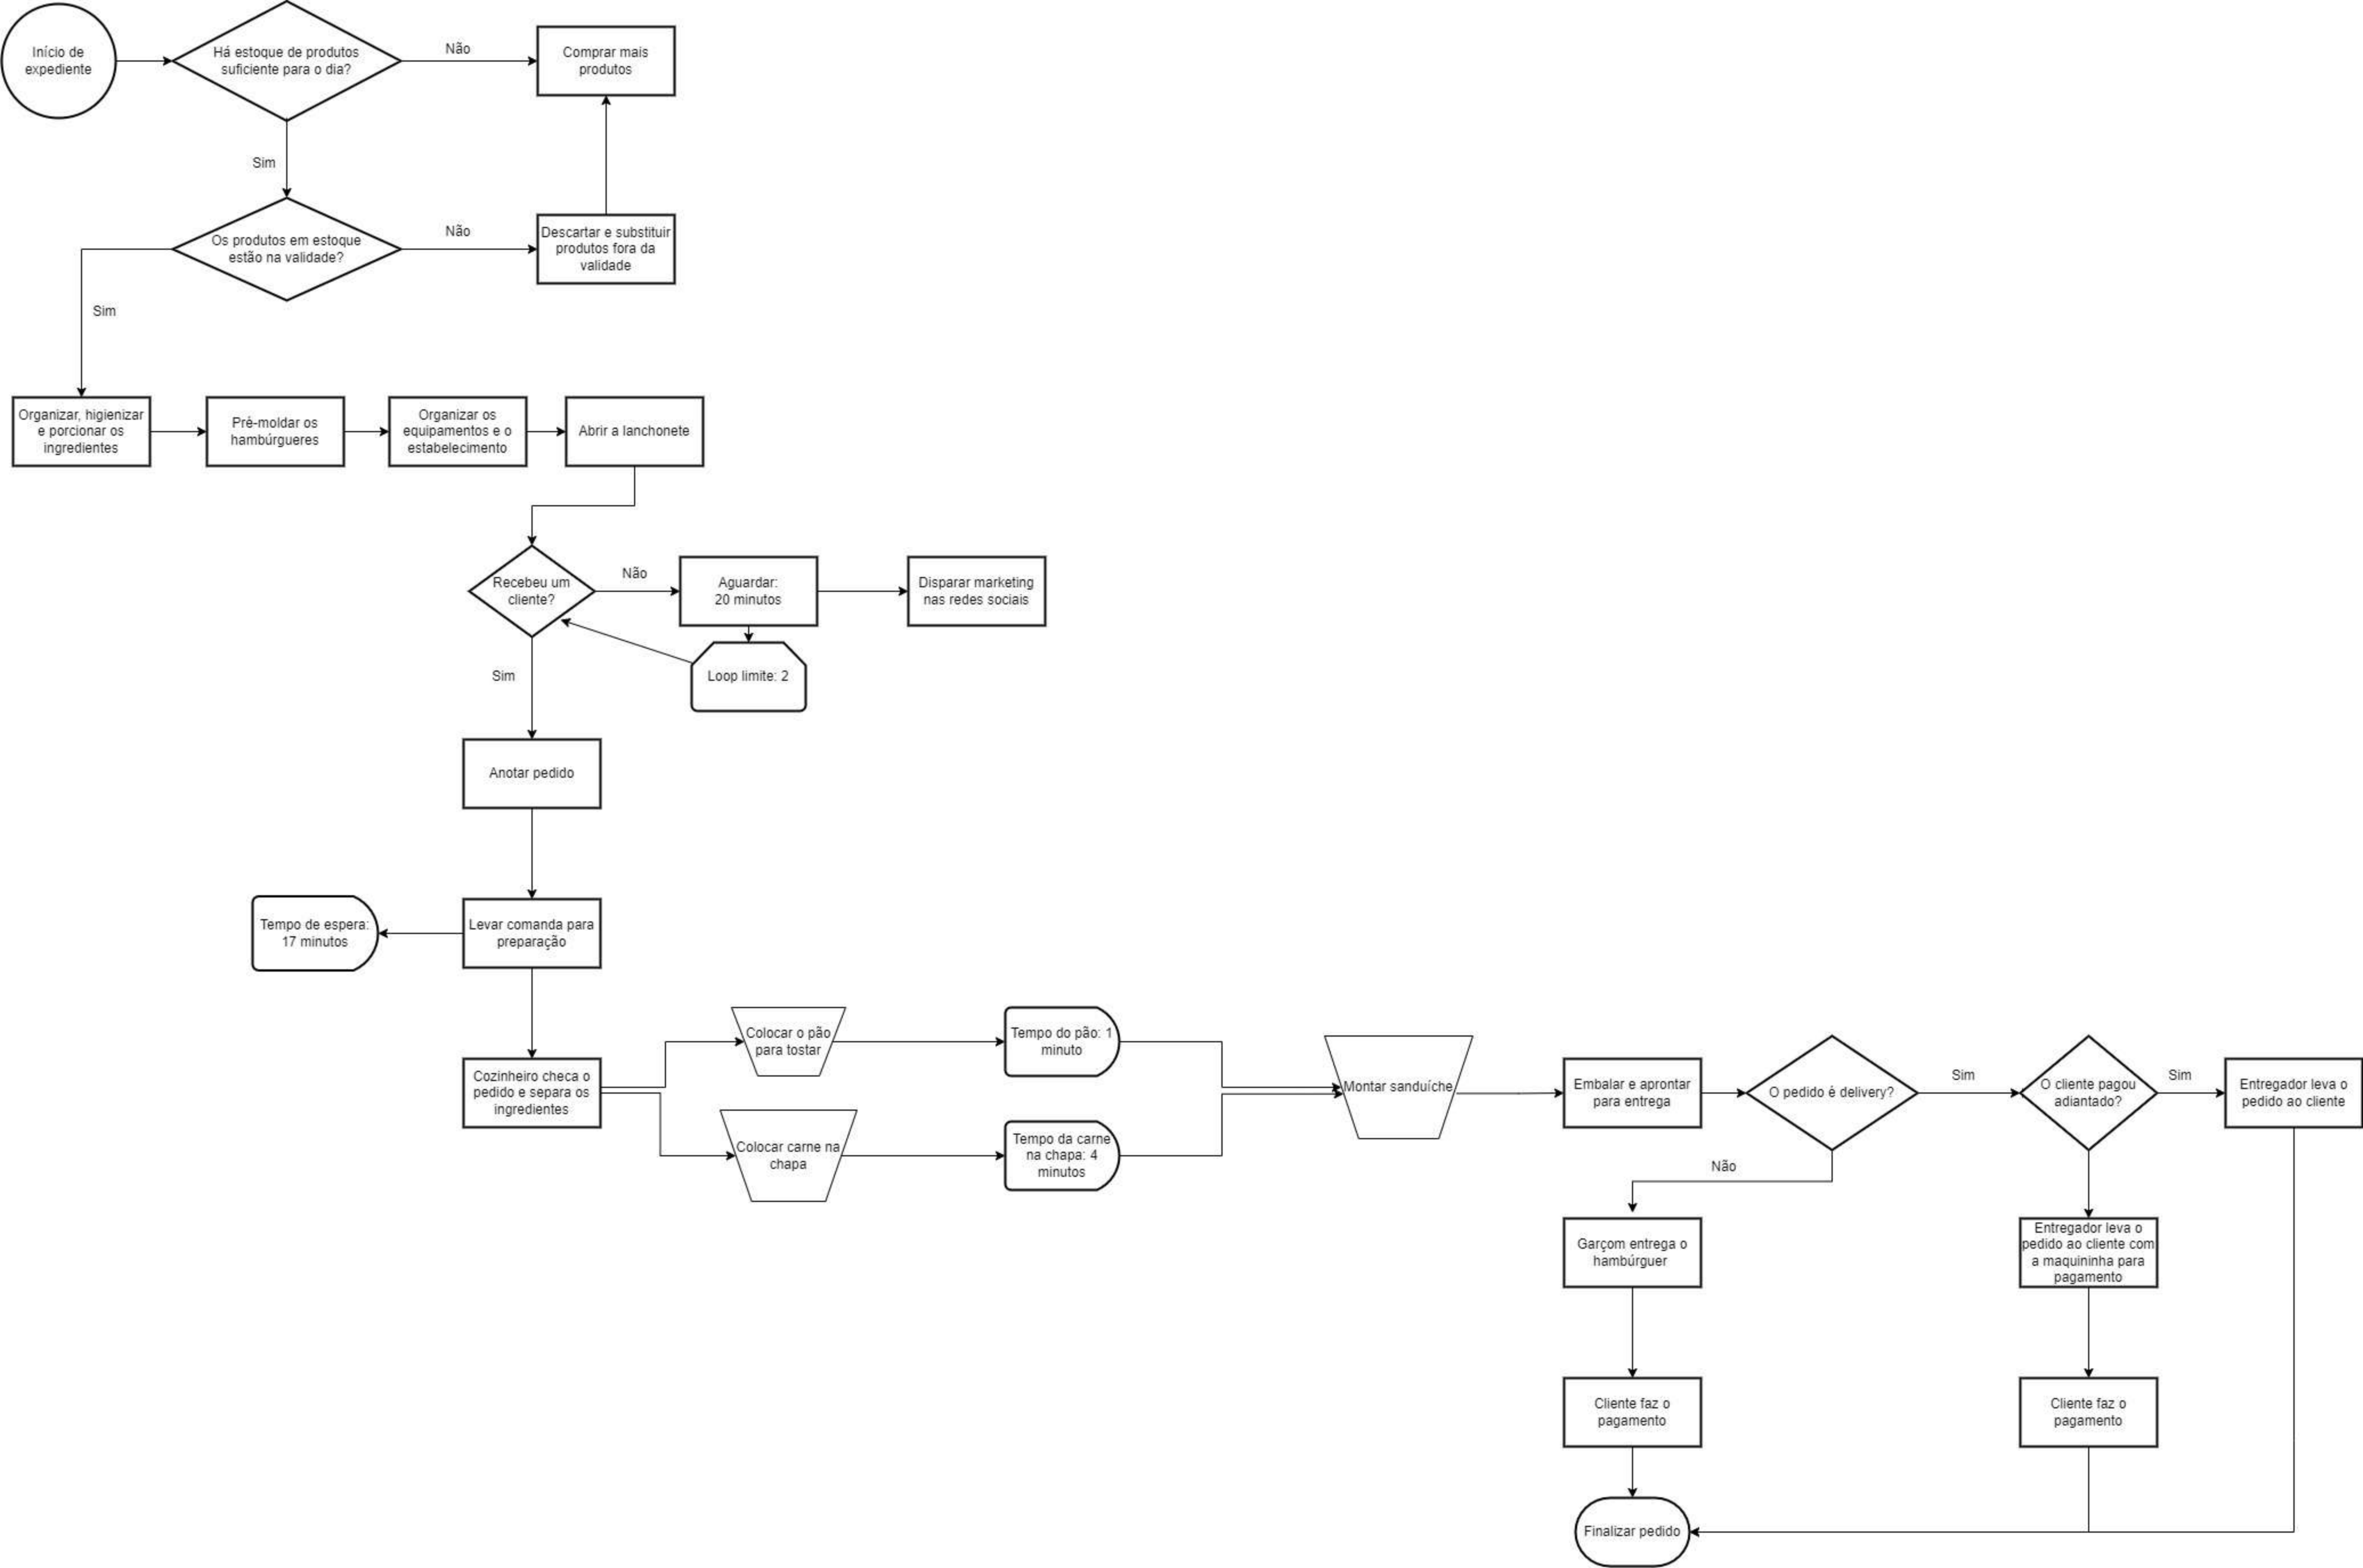 Início de
expediente
Há estoque de produtos
suficiente para o dia?
Não
Comprar mais
produtos
Sim
Os produtos em estoque
estão na validade?
Não
Descartar e substituir
produtos fora da
validade
Sim
Organizar, higienizar
e porcionar os
ingredientes
Pré-moldar os
hambúrgueres
Organizar os
equipamentos e o
estabelecimento
Abrir a lanchonete
Recebeu um
cliente?
Não
Aguardar:
20 minutos
Disparar marketing
nas redes sociais
Loop limite: 2
Sim
Anotar pedido
Levar comanda para
preparação
Tempo de espera:
17 minutos
Cozinheiro checa o
pedido e separa os
ingredientes
Colocar o pão
para tostar
Tempo do pão: 1
minuto
Colocar carne na
chapa
Tempo da carne
na chapa: 4
minutos
Montar sanduíche
Embalar e aprontar
para entrega
O pedido é delivery?
Sim
O cliente pagou
adiantado?
Sim
Entregador leva o
pedido ao cliente
Não
Garçom entrega o
hambúrguer
Entregador leva o
pedido ao cliente com
a maquininha para
pagamento
Cliente faz o
pagamento
Cliente faz o
pagamento
Finalizar pedido